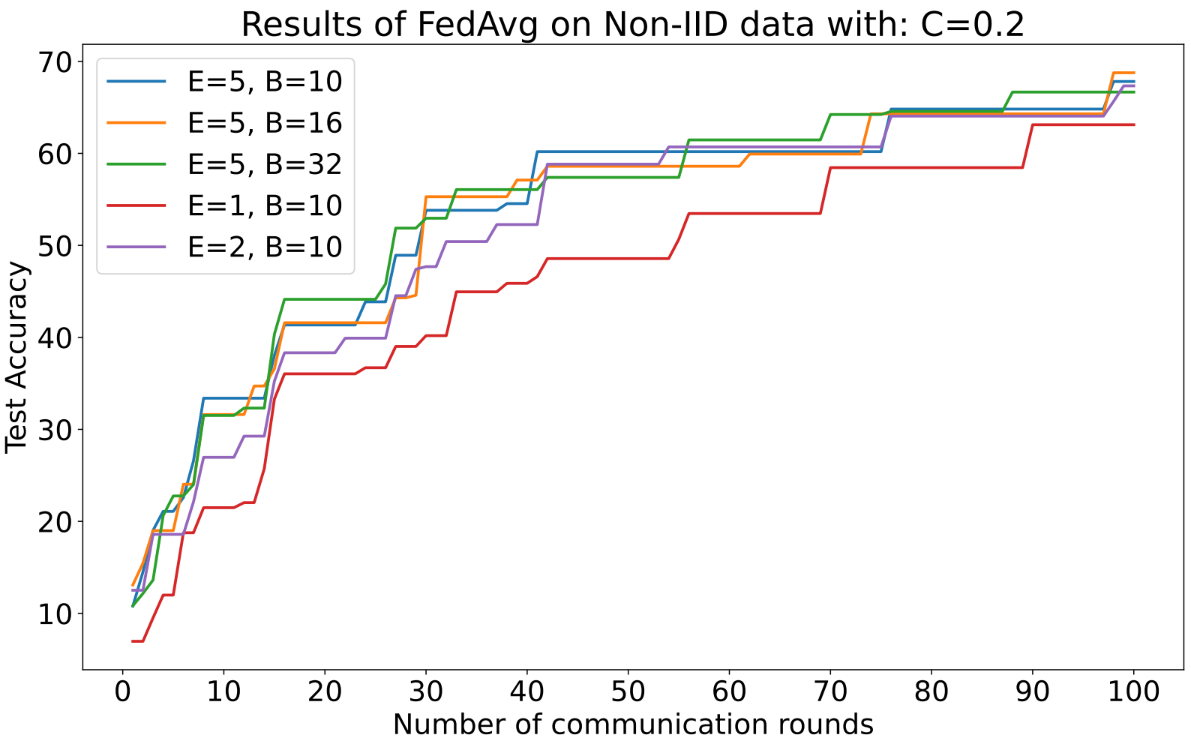 Results of FedAvg on Non-IID data with: C=0.2
70
60
50
40
30
20
10
Test Accuracy
E=5, B=10
E=5, B=16
E=5, B=32
E=1, B=10
E=2, B=10
0 10 20 30 40 50 60 70 80 90 100
Number of communication rounds